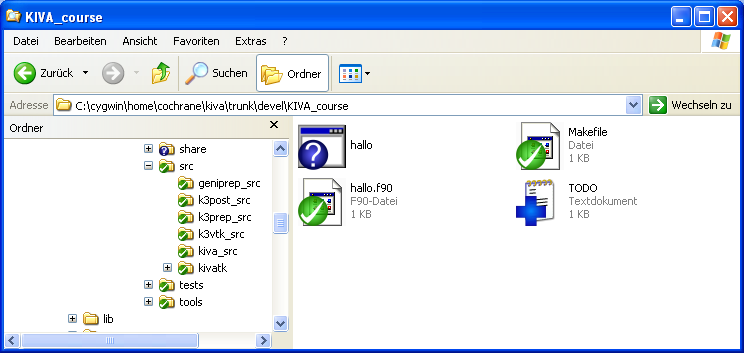 KIVA_course
Datei Bearbeiten Ansicht Favoriten Extras ?
Zurück Suchen Ordner
Adresse C:\cygwin\home\cochrane\kiva\trunk\devel\KIVA_course Wechseln zu
Ordner
share
src
geniprep_src
k3post_src
k3prep_src
k3vtk_src
kiva_src
kivatk
tests
tools
lib
hallo
Makefile
Datei
1 KB
hallo.f90
F90-Datei
1 KB
TODO
Textdokument
1 KB